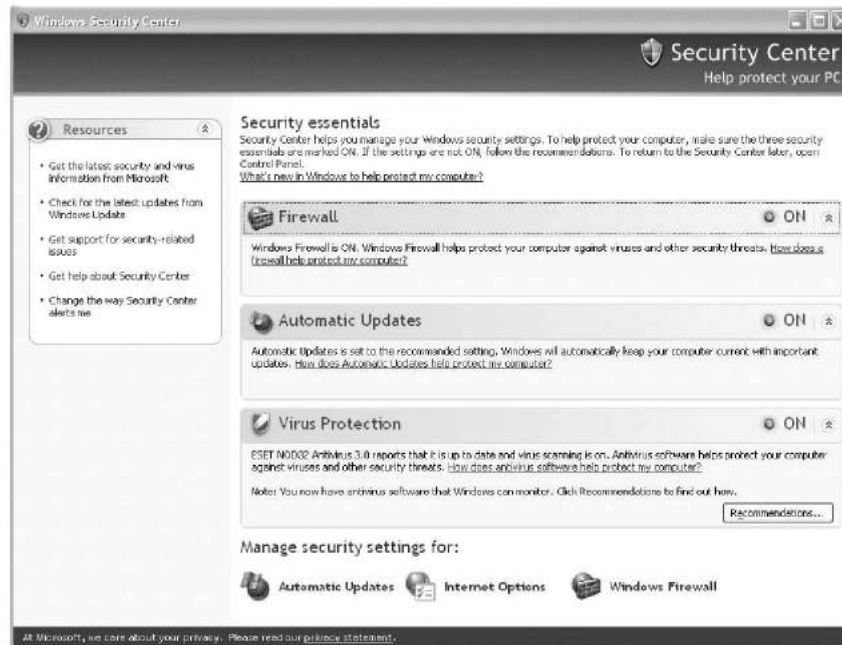 Windows Security Center
Security Center
Help protect your PC
Resources
• Get the latest security and virus
information from Microsoft
• Check for the latest updates from
Windows Update
• Get support for security-related
issues
• Get help about Security Center
• Change the way Security Center
alerts me
Security essentials
Security Center helps you manage your Windows security settings. To help protect your computer, make sure the three security
essentials are marked ON. If the settings are not ON, follow the recommendations. To return to the Security Center later, open
Control Panel.
What's new in Windows to help protect my computer?
Firewall ON
Windows Firewall is ON. Windows Firewall helps protect your computer against viruses and other security threats. How does a
firewall help protect my computer?
Automatic Updates ON
Automatic Updates is set to the recommended setting. Windows will automatically keep your computer current with important
updates. How does Automatic Updates help protect my computer?
Virus Protection ON
ESET NOD32 Antivirus 3.0 reports that it is up to date and virus scanning is on. Antivirus software helps protect your computer
against viruses and other security threats. How does antivirus software help protect my computer?
Note: You now have antivirus software that Windows can monitor. Click Recommendations to find out how.
Recommendations...
Manage security settings for:
Automatic Updates Internet Options Windows Firewall
At Microsoft, we care about your privacy. Please read our privacy statement.